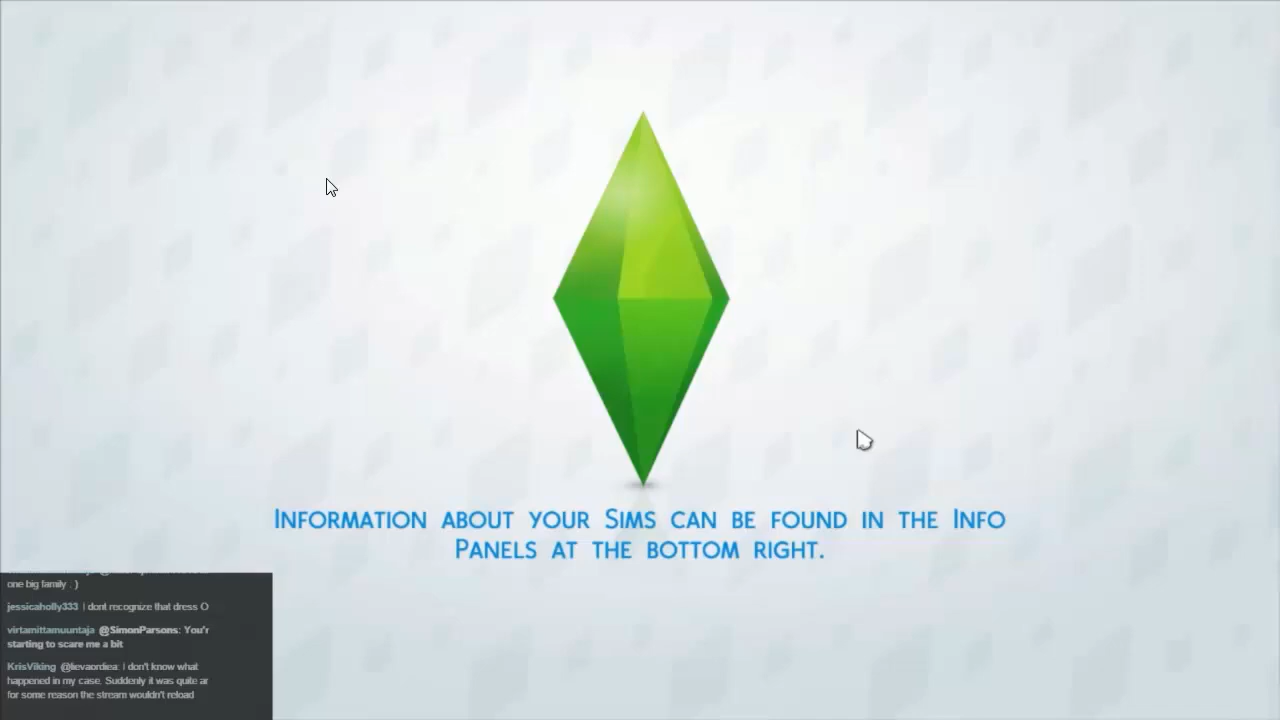 Information about your Sims can be found in the Info
Panels at the bottom right.
one big family :)
jessicaholly333 I dont recognize that dress O
virtamittamuuntaja @SimonParsons: You'r
starting to scare me a bit
KrisViking @lievaordiea: I don't know what
happened in my case. Suddenly it was quite ar
for some reason the stream wouldn't reload